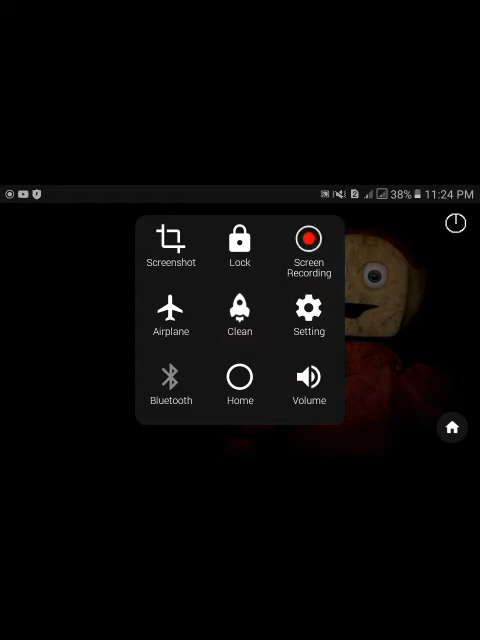 38% 11:24 PM
Screenshot
Lock
Screen
Recording
Airplane
Clean
Setting
Bluetooth
Home
Volume